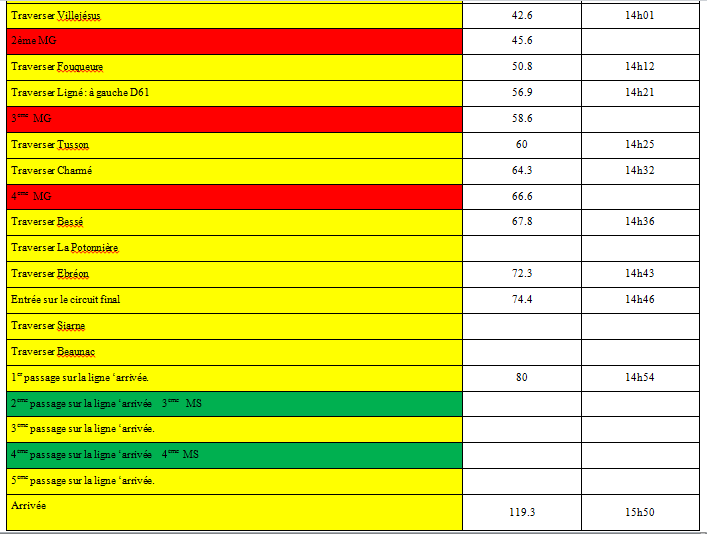 Traverser Villejésus 42.6 14h01
2ème MG 45.6
Traverser Fouqueure 50.8 14h12
Traverser Ligné : à gauche D61 56.9 14h21
3ème MG 58.6
Traverser Tusson 60 14h25
Traverser Charmé 64.3 14h32
4ème MG 66.6
Traverser Bessé 67.8 14h36
Traverser La Potonnière
Traverser Ebréon 72.3 14h43
Entrée sur le circuit final 74.4 14h46
Traverser Siarne
Traverser Beaunac
1er passage sur la ligne ‘arrivée. 80 14h54
2ème passage sur la ligne ‘arrivée 3ème MS
3ème passage sur la ligne ‘arrivée.
4ème passage sur la ligne ‘arrivée 4ème MS
5ème passage sur la ligne ‘arrivée.
Arrivée 119.3 15h50